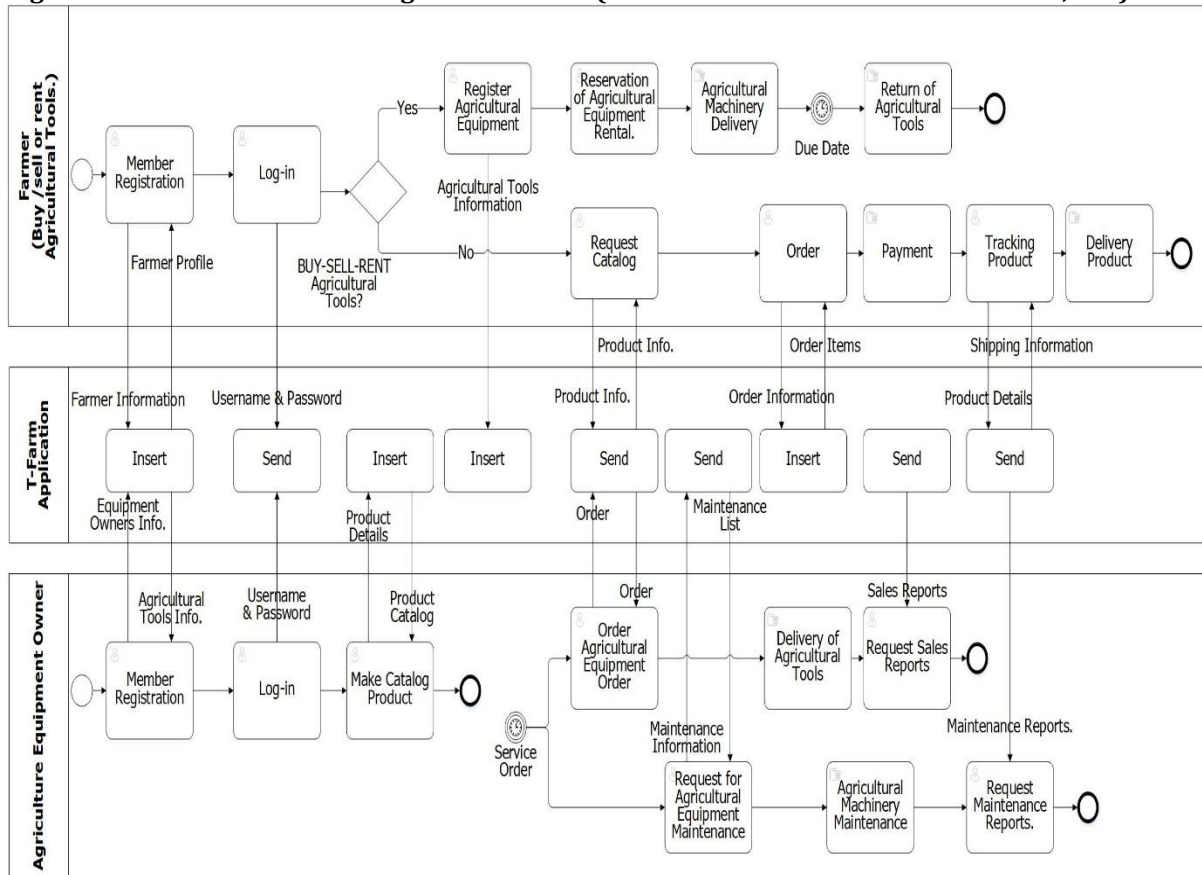 Farmer
(Buy /sell or rent
Agricultural Tools.)
Member
Registration
Log-in
Yes
No
BUY-SELL-RENT
Agricultural
Tools?
Register
Agricultural
Equipment
Reservation
of Agricultural
Equipment
Rental.
Agricultural
Machinery
Delivery
Due Date
Return of
Agricultural
Tools
Agricultural Tools
Information
Request
Catalog
Order
Payment
Tracking
Product
Delivery
Product
Farmer Profile
Product Info.
Order Items
Shipping Information
T-Farm
Application
Farmer Information
Username & Password
Product Info.
Order Information
Product Details
Insert
Send
Insert
Insert
Send
Send
Insert
Send
Send
Equipment
Owners Info.
Product
Details
Order
Maintenance
List
Agriculture Equipment Owner
Agricultural
Tools Info.
Username
& Password
Product
Catalog
Order
Sales Reports
Member
Registration
Log-in
Make Catalog
Product
Service
Order
Order
Agricultural
Equipment
Order
Delivery of
Agricultural
Tools
Request Sales
Reports
Maintenance
Information
Maintenance Reports.
Request for
Agricultural
Equipment
Maintenance
Agricultural
Machinery
Maintenance
Request
Maintenance
Reports.